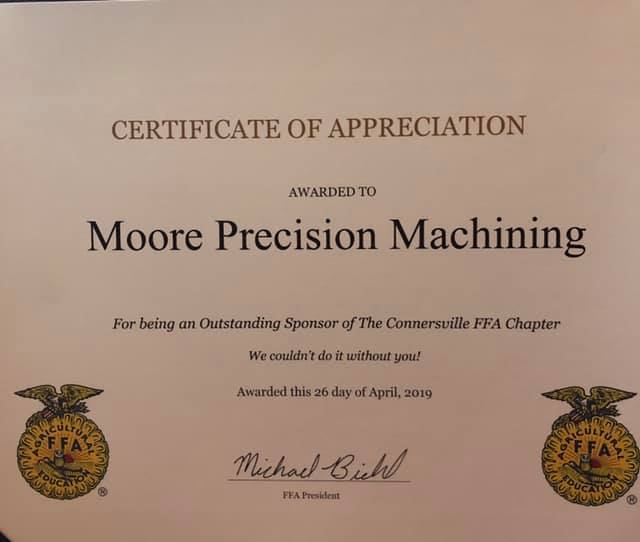 CERTIFICATE OF APPRECIATION
AWARDED TO
Moore Precision Machining
For being an Outstanding Sponsor of The Connersville FFA Chapter
We couldn't do it without you!
Awarded this 26 day of April, 2019
AGRICULTURAL
FFA
EDUCATION
®
AGRICULTURAL
FFA
EDUCATION
®
Michael
FFA President